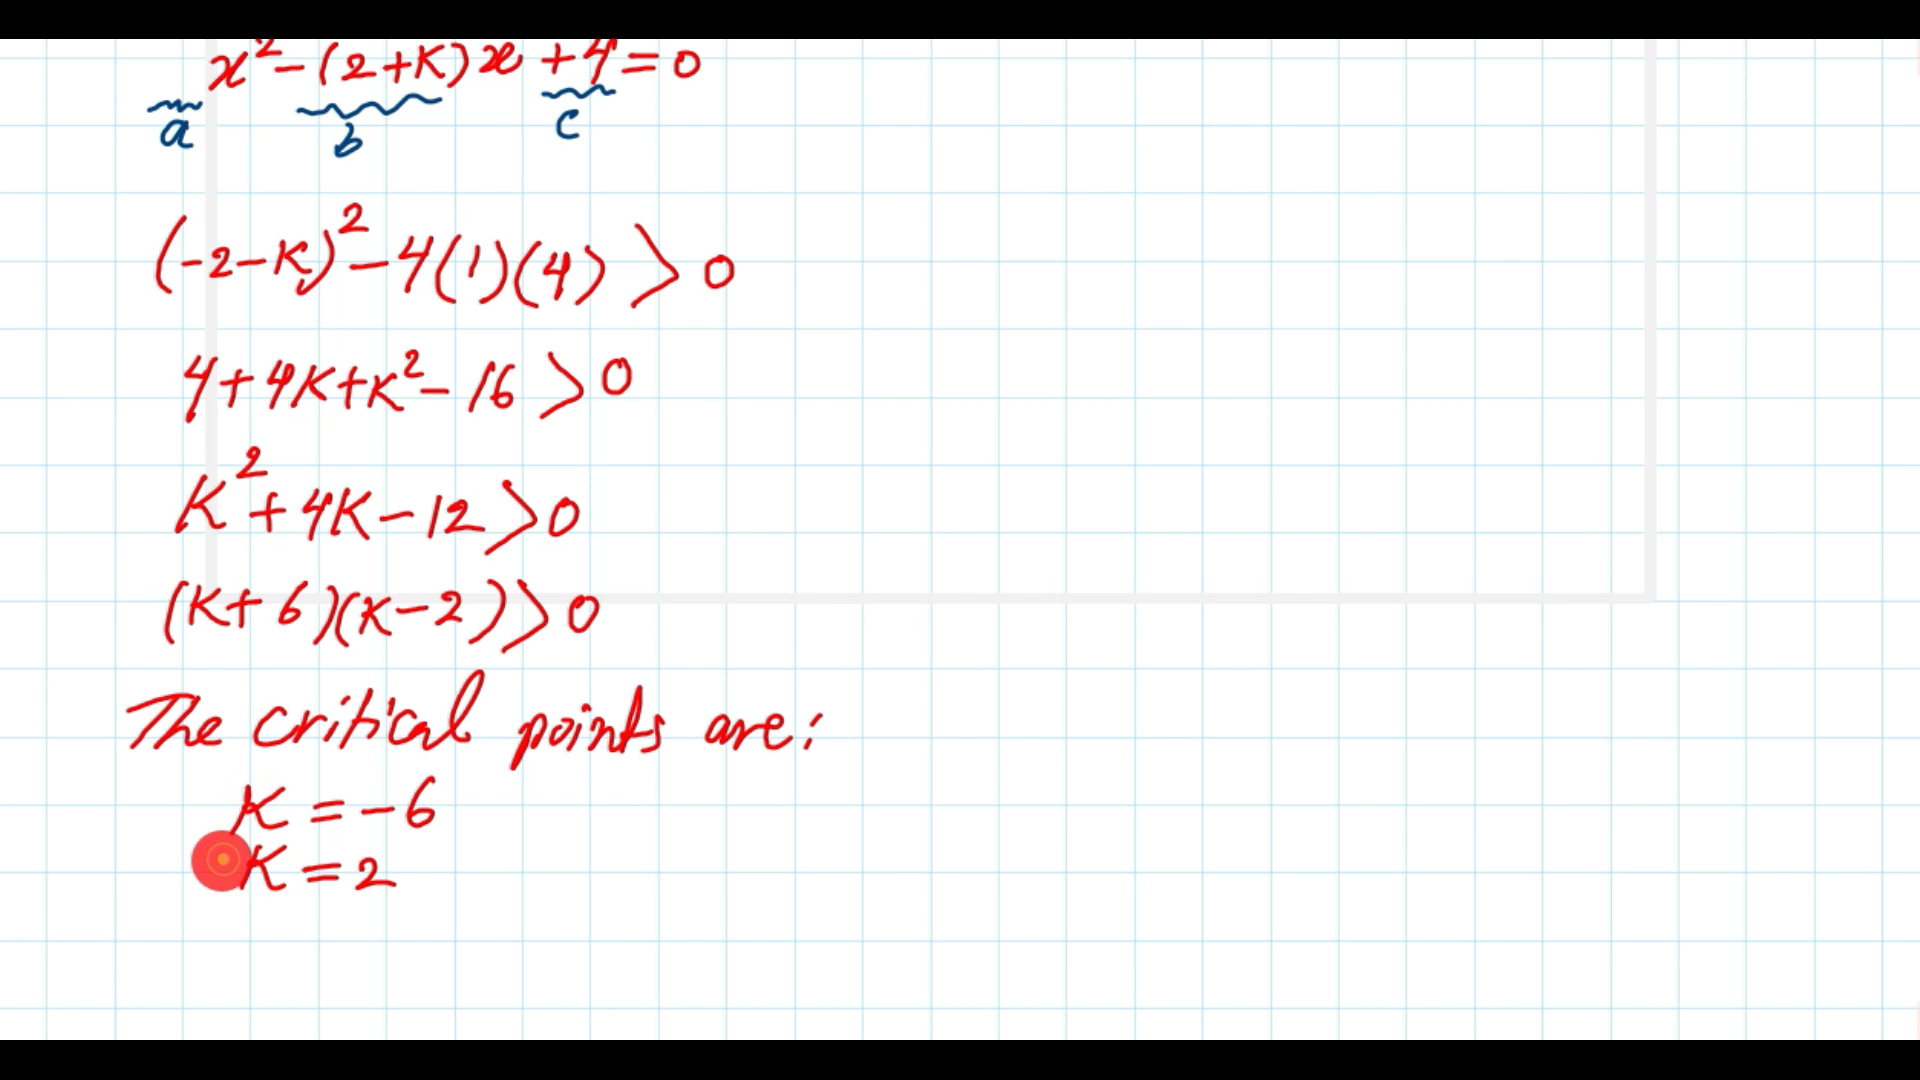 x² - (2+K)x + 4 = 0
a b c
(-2-K)² - 4(1)(4) > 0
4 + 4K + K² - 16 > 0
K² + 4K - 12 > 0
(K+6)(K-2) > 0
The critical points are:
K = -6
K = 2